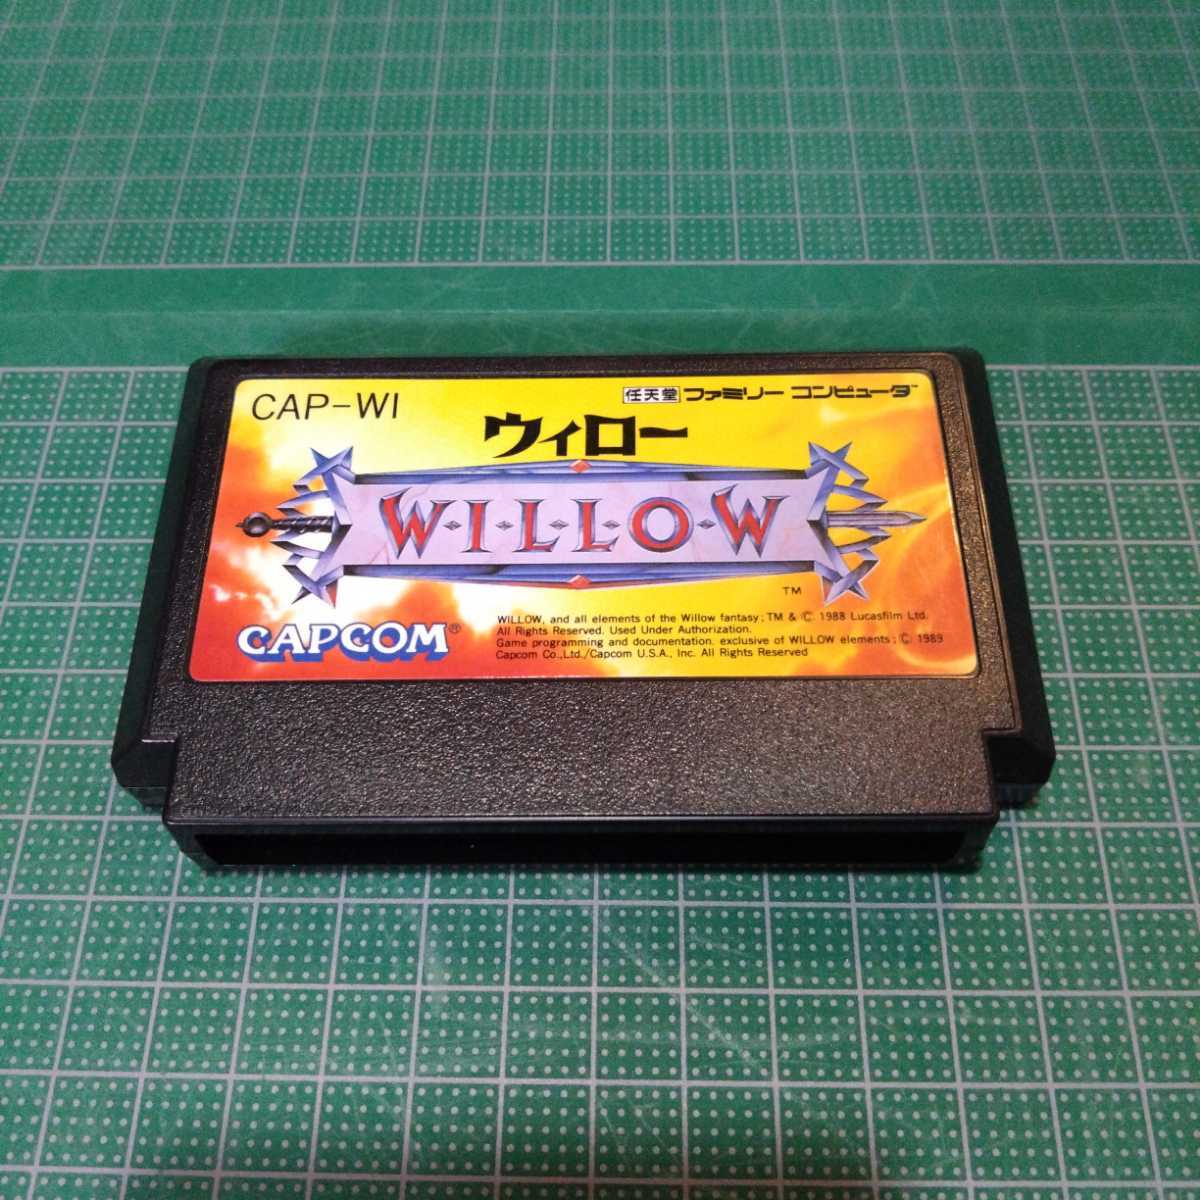 CAP-WI
任天堂 ファミリーコンピュータ™
ウィロー
W·I·L·L·O·W
TM
CAPCOM®
WILLOW, and all elements of the Willow fantasy; TM & © 1988 Lucasfilm Ltd.
All Rights Reserved. Used Under Authorization.
Game programming and documentation, exclusive of WILLOW elements; © 1989
Capcom Co.,Ltd./Capcom U.S.A., Inc. All Rights Reserved